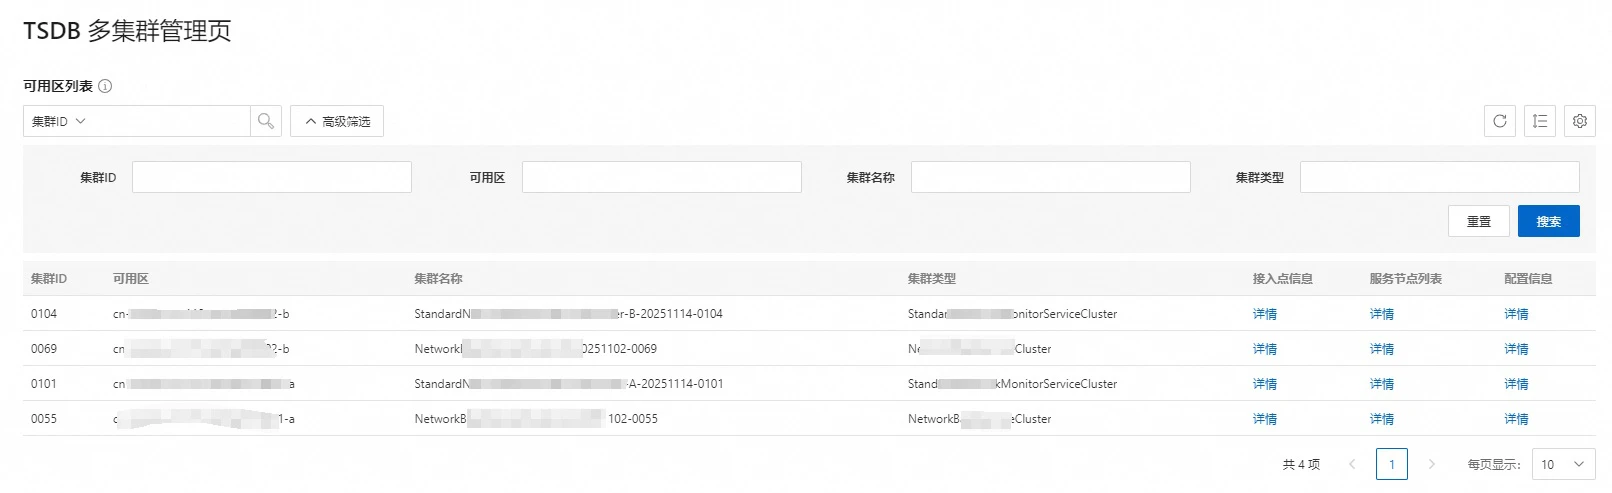 TSDB 多集群管理页
可用区列表
集群ID 高级筛选
集群ID 可用区 集群名称 集群类型
重置 搜索
集群ID 可用区 集群名称 集群类型 接入点信息 服务节点列表 配置信息
0104 cn- 2-b StandardN er-B-20251114-0104 Standar onitorServiceCluster 详情 详情 详情
0069 cn 02-b Network 0251102-0069 Ne Cluster 详情 详情 详情
0101 cn a StandardN -A-20251114-0101 Stand kMonitorServiceCluster 详情 详情 详情
0055 1-a NetworkB 102-0055 NetworkB eCluster 详情 详情 详情
共 4 项 1 每页显示: 10